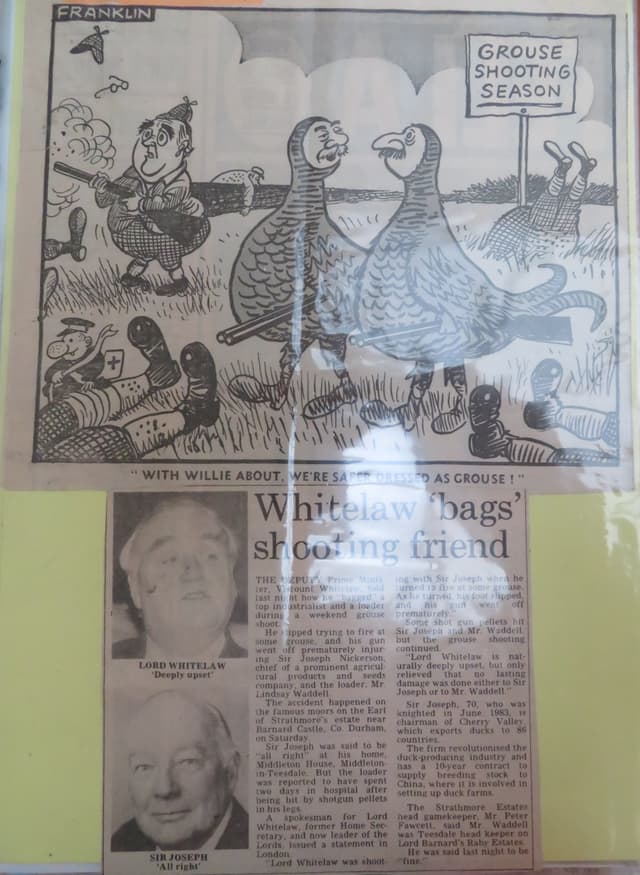 FRANKLIN
GROUSE
SHOOTING
SEASON
" WITH WILLIE ABOUT, WE'RE SAFER DRESSED AS GROUSE ! "
Whitelaw 'bags'
shooting friend
LORD WHITELAW
'Deeply upset'
SIR JOSEPH
'All right'
THE DEPUTY Prime Minis-
ter, Viscount Whitelaw, told
last night how he "bagged" a
top industrialist and a loader
during a weekend grouse
shoot.
He slipped trying to fire at
some grouse, and his gun
went off prematurely injur-
ing Sir Joseph Nickerson,
chief of a prominent agricul-
tural products and seeds
company, and the loader, Mr
Lindsay Waddell.
The accident happened on
the famous moors on the Earl
of Strathmore's estate near
Barnard Castle, Co. Durham,
on Saturday.
Sir Joseph was said to be
"all right" at his home,
Middleton House, Middleton-
in-Teesdale. But the loader
was reported to have spent
two days in hospital after
being hit by shotgun pellets
in his legs.
A spokesman for Lord
Whitelaw, former Home Sec-
retary, and now leader of the
Lords, issued a statement in
London.
"Lord Whitelaw was shoot-
ing with Sir Joseph when he
turned to fire at some grouse.
As he turned, his foot slipped,
and his gun went off
prematurely."
Some shot gun pellets hit
Sir Joseph and Mr. Waddell,
but the grouse shooting
continued.
"Lord Whitelaw is nat-
urally deeply upset, but only
relieved that no lasting
damage was done either to Sir
Joseph or to Mr. Waddell."
Sir Joseph, 70, who was
knighted in June 1983, is
chairman of Cherry Valley,
which exports ducks to 86
countries.
The firm revolutionised the
duck-producing industry and
has a 10-year contract to
supply breeding stock to
China, where it is involved in
setting up duck farms.
The Strathmore Estates
head gamekeeper, Mr. Peter
Fawcett, said Mr. Waddell
was Teesdale head keeper on
Lord Barnard's Raby Estates.
He was said last night to be
"fine."